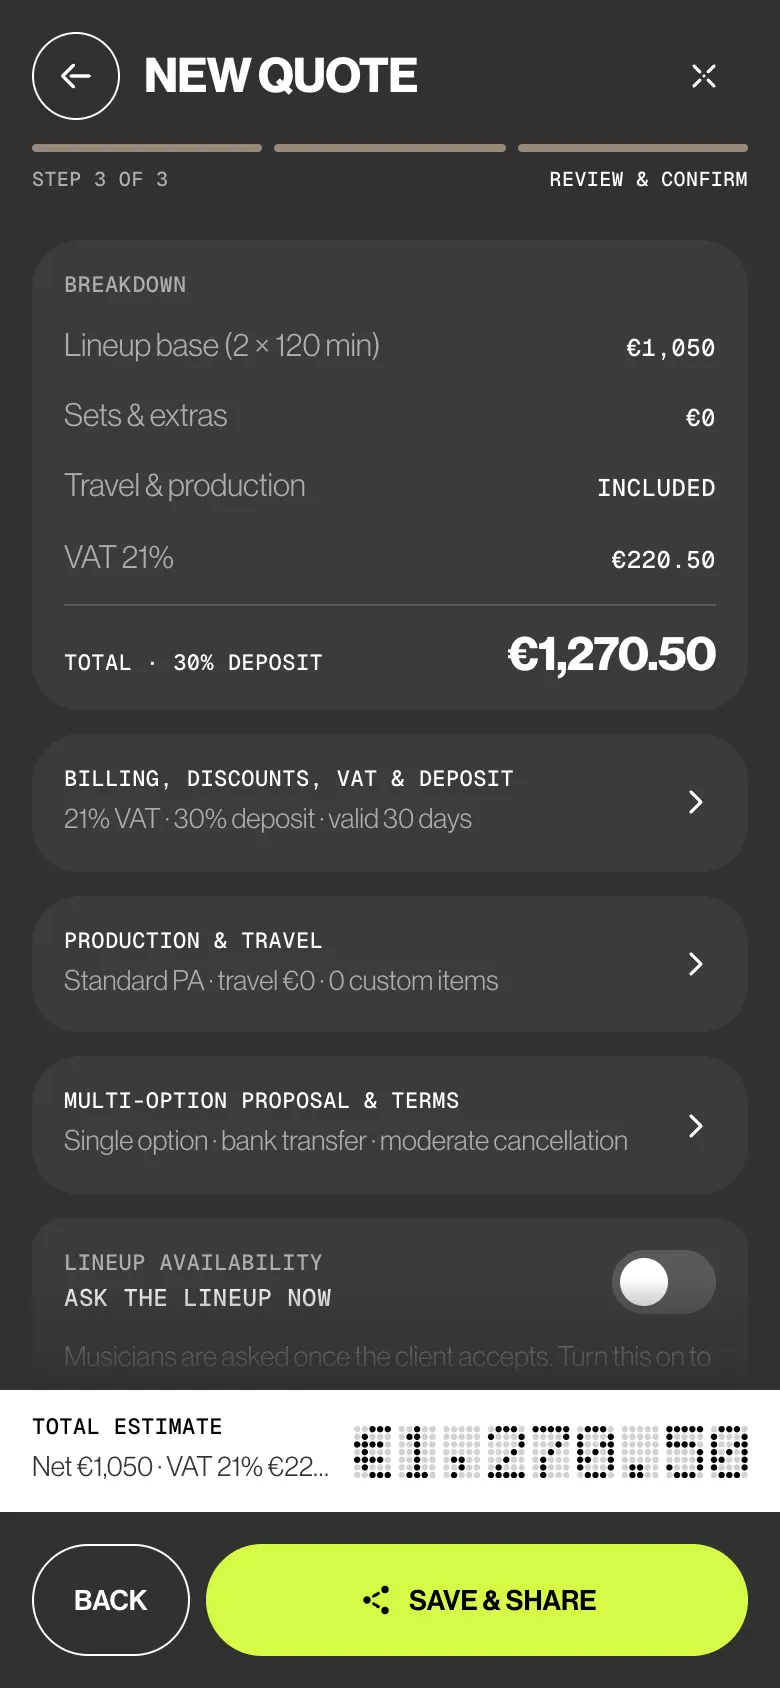 NEW QUOTE
STEP 3 OF 3
REVIEW & CONFIRM
BREAKDOWN
Lineup base (2 × 120 min) €1,050
Sets & extras €0
Travel & production INCLUDED
VAT 21% €220.50
TOTAL · 30% DEPOSIT €1,270.50
BILLING, DISCOUNTS, VAT & DEPOSIT
21% VAT · 30% deposit · valid 30 days
PRODUCTION & TRAVEL
Standard PA · travel €0 · 0 custom items
MULTI-OPTION PROPOSAL & TERMS
Single option · bank transfer · moderate cancellation
LINEUP AVAILABILITY
ASK THE LINEUP NOW
Musicians are asked once the client accepts. Turn this on to
TOTAL ESTIMATE
Net €1,050 · VAT 21% €22...
€1,270.50
BACK
SAVE & SHARE